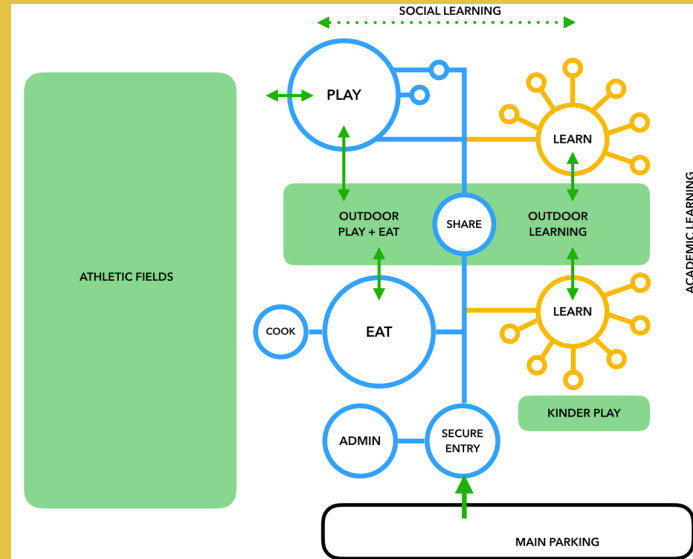 SOCIAL LEARNING
PLAY
LEARN
ACADEMIC LEARNING
OUTDOOR
PLAY + EAT
SHARE
OUTDOOR
LEARNING
ATHLETIC FIELDS
COOK
EAT
LEARN
KINDER PLAY
ADMIN
SECURE
ENTRY
MAIN PARKING